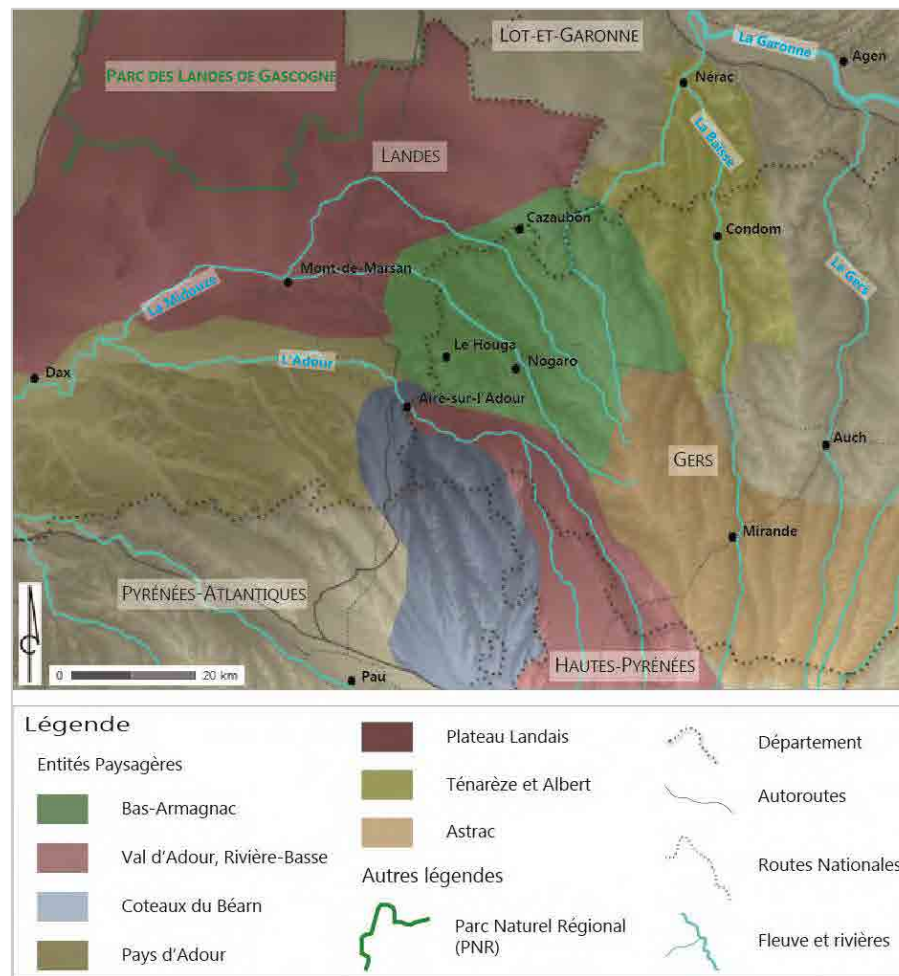 LOT-ET-GARONNE
La Garonne
Agen
PARC DES LANDES DE GASCOGNE
Nérac
La Baïse
LANDES
Cazaubon
Condom
Le Gers
Mont-de-Marsan
La Midouze
Le Houga
L'Adour
Nogaro
Dax
Aire-sur-l'Adour
Auch
GERS
Mirande
PYRÉNÉES-ATLANTIQUES
HAUTES-PYRÉNÉES
0 20 km
Pau
Légende
Entités Paysagères
Bas-Armagnac
Val d'Adour, Rivière-Basse
Coteaux du Béarn
Pays d'Adour
Plateau Landais
Ténarèze et Albert
Astrac
Autres légendes
Parc Naturel Régional
(PNR)
Département
Autoroutes
Routes Nationales
Fleuve et rivières